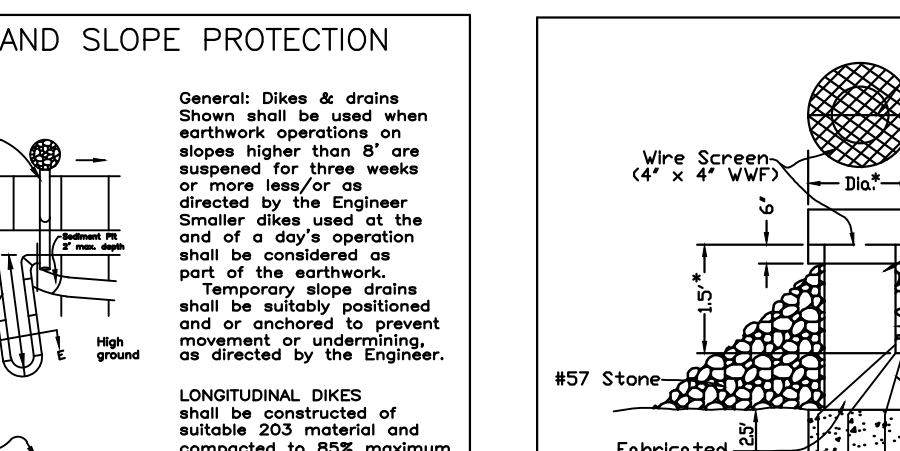 AND SLOPE PROTECTION
General: Dikes & drains
Shown shall be used when
earthwork operations on
slopes higher than 8' are
suspended for three weeks
or more less/or as
directed by the Engineer
Smaller dikes used at the
and of a day's operation
shall be considered as
part of the earthwork.
Temporary slope drains
shall be suitably positioned
and or anchored to prevent
movement or undermining,
as directed by the Engineer.
LONGITUDINAL DIKES
shall be constructed of
suitable 203 material and
compacted to 85% maximum
Sediment Pit
2' max. depth
High
ground
E
Wire Screen
(4" x 4" WWF)
Dia.*
6"
1.5'*
#57 Stone
2.5'
Fabricated